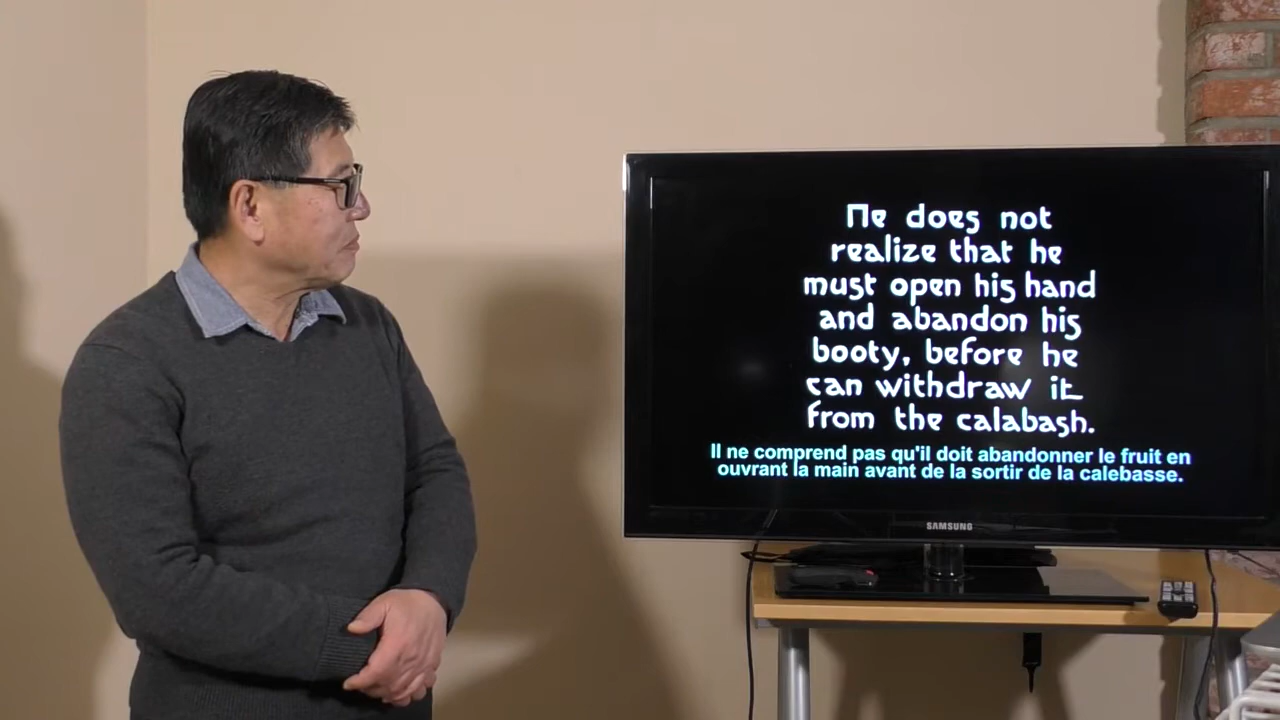 He does not
realize that he
must open his hand
and abandon his
booty, before he
can withdraw it
from the calabash.
Il ne comprend pas qu'il doit abandonner le fruit en
ouvrant la main avant de la sortir de la calebasse.
SAMSUNG